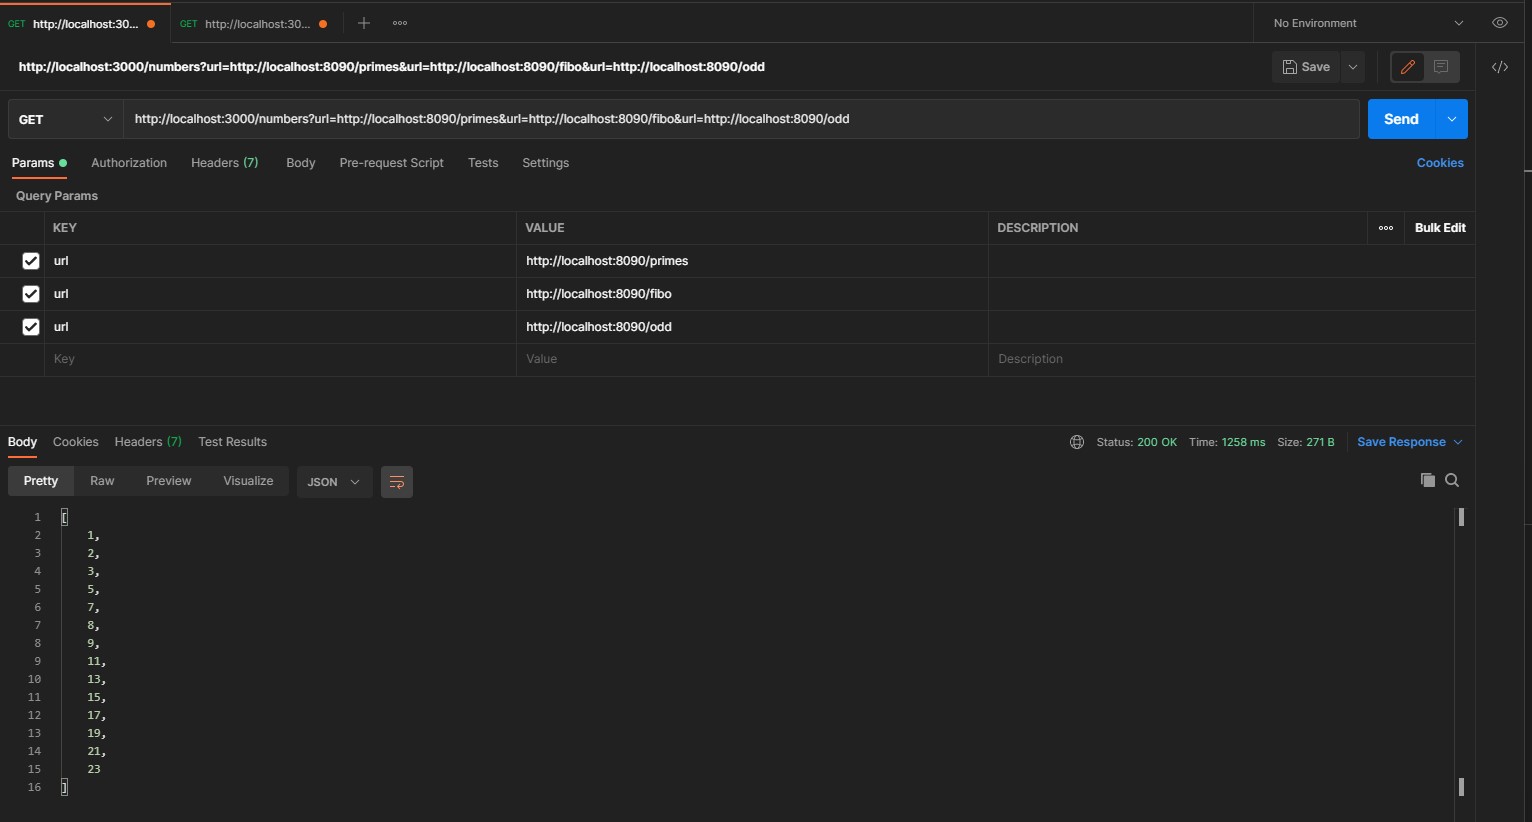 GET http://localhost:30... GET http://localhost:30... No Environment
http://localhost:3000/numbers?url=http://localhost:8090/primes&url=http://localhost:8090/fibo&url=http://localhost:8090/odd Save
GET http://localhost:3000/numbers?url=http://localhost:8090/primes&url=http://localhost:8090/fibo&url=http://localhost:8090/odd Send
Params Authorization Headers (7) Body Pre-request Script Tests Settings Cookies
Query Params
KEY VALUE DESCRIPTION Bulk Edit
url http://localhost:8090/primes
url http://localhost:8090/fibo
url http://localhost:8090/odd
Key Value Description
Body Cookies Headers (7) Test Results Status: 200 OK Time: 1258 ms Size: 271 B Save Response
Pretty Raw Preview Visualize JSON
1 [
2 1,
3 2,
4 3,
5 5,
6 7,
7 8,
8 9,
9 11,
10 13,
11 15,
12 17,
13 19,
14 21,
15 23
16 ]